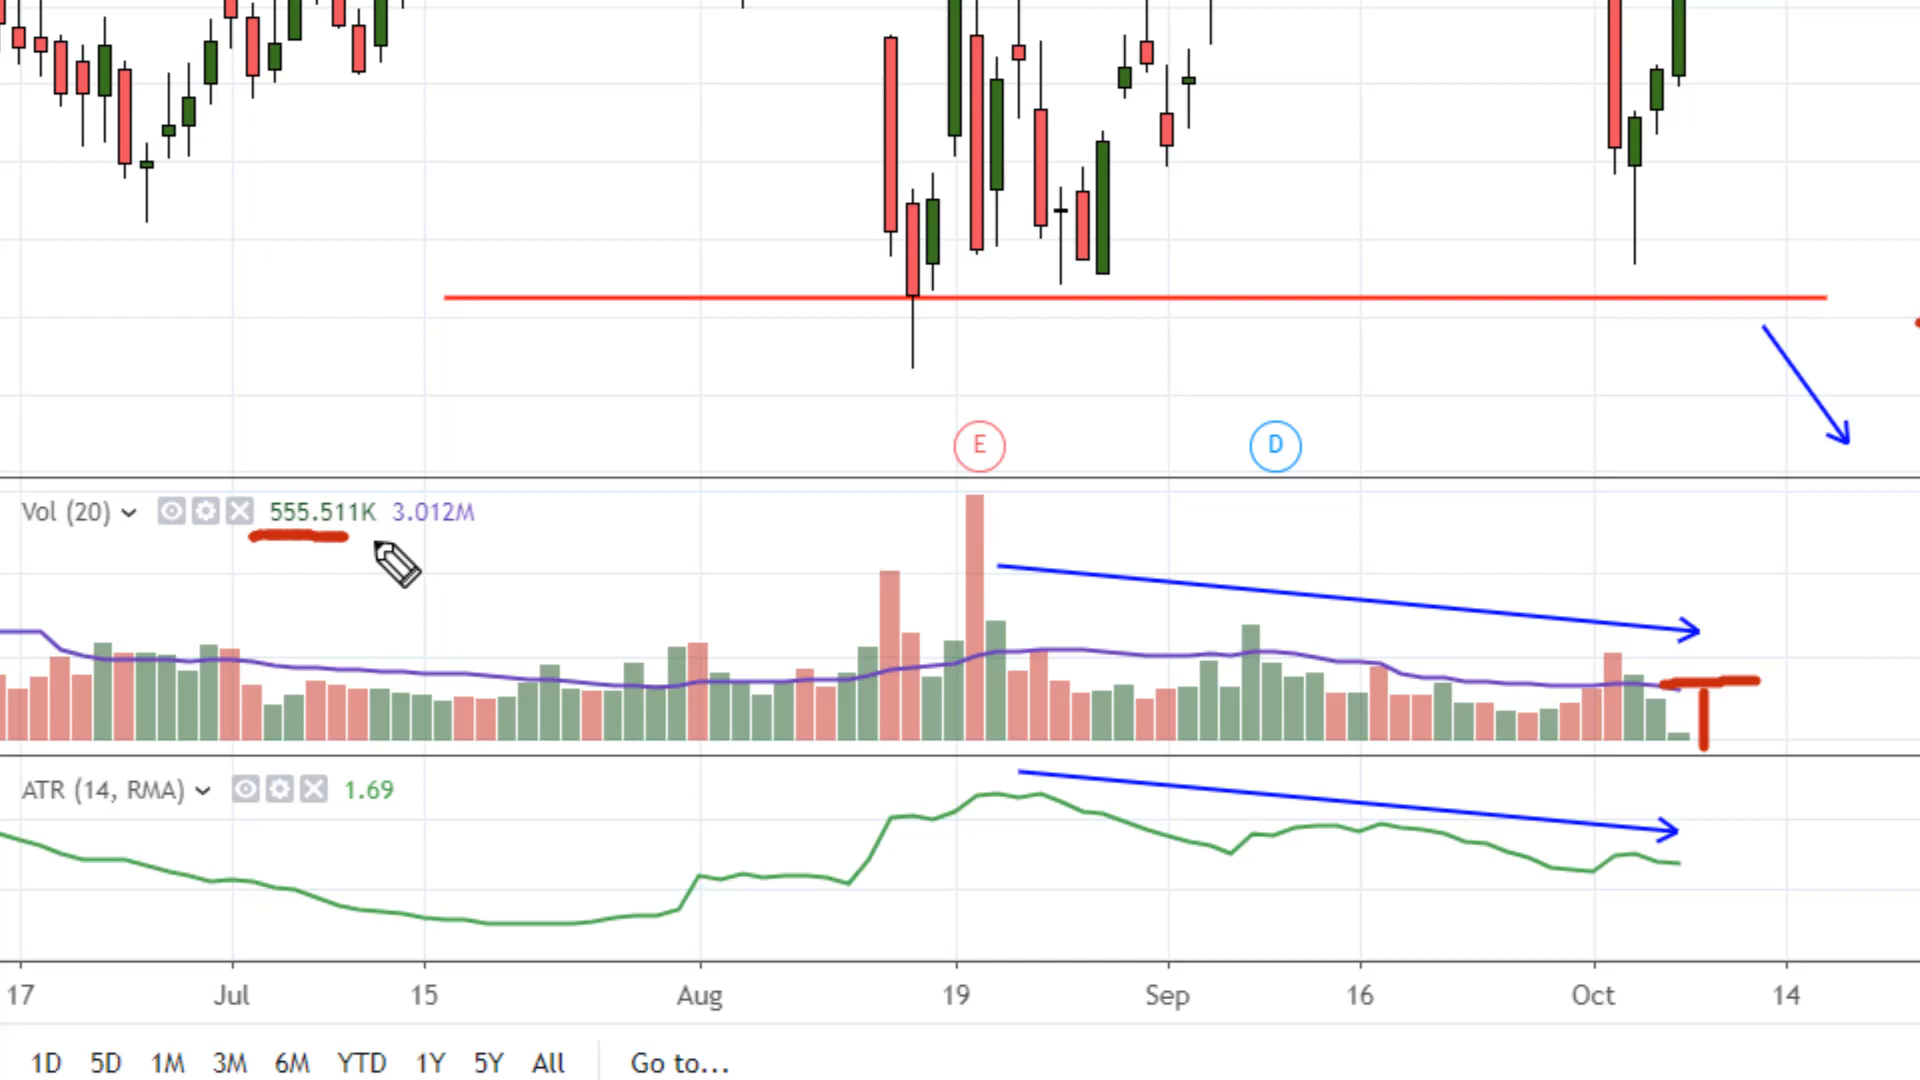 E
D
Vol (20) 555.511K 3.012M
ATR (14, RMA) 1.69
17 Jul 15 Aug 19 Sep 16 Oct 14
1D 5D 1M 3M 6M YTD 1Y 5Y All Go to...